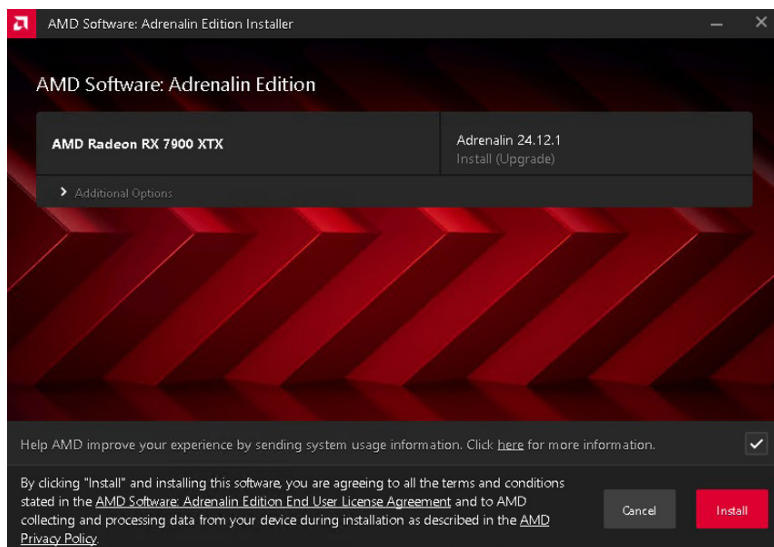 AMD Software: Adrenalin Edition Installer
AMD Software: Adrenalin Edition
AMD Radeon RX 7900 XTX
Adrenalin 24.12.1
Install (Upgrade)
Additional Options
Help AMD improve your experience by sending system usage information. Click here for more information.
By clicking "Install" and installing this software, you are agreeing to all the terms and conditions
stated in the AMD Software: Adrenalin Edition End User License Agreement and to AMD
collecting and processing data from your device during installation as described in the AMD
Privacy Policy.
Cancel
Install